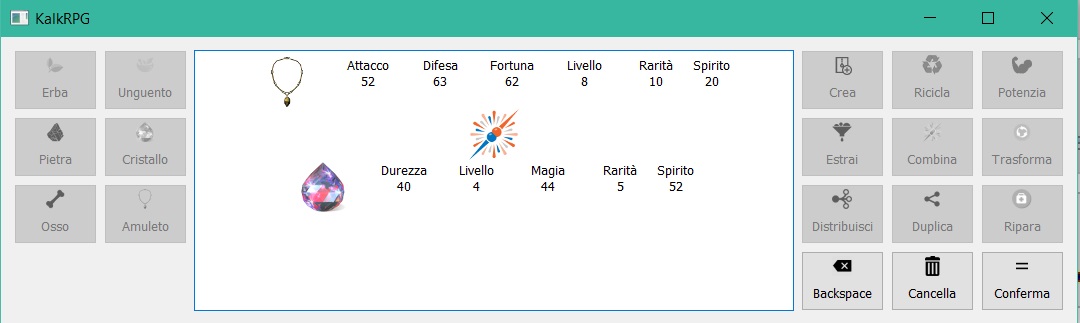 KalkRPG
Erba Unguento
Pietra Cristallo
Osso Amuleto
Attacco Difesa Fortuna Livello Rarità Spirito
52 63 62 8 10 20
Durezza Livello Magia Rarità Spirito
40 4 44 5 52
Crea Ricicla Potenzia
Estrai Combina Trasforma
Distribuisci Duplica Ripara
Backspace Cancella Conferma